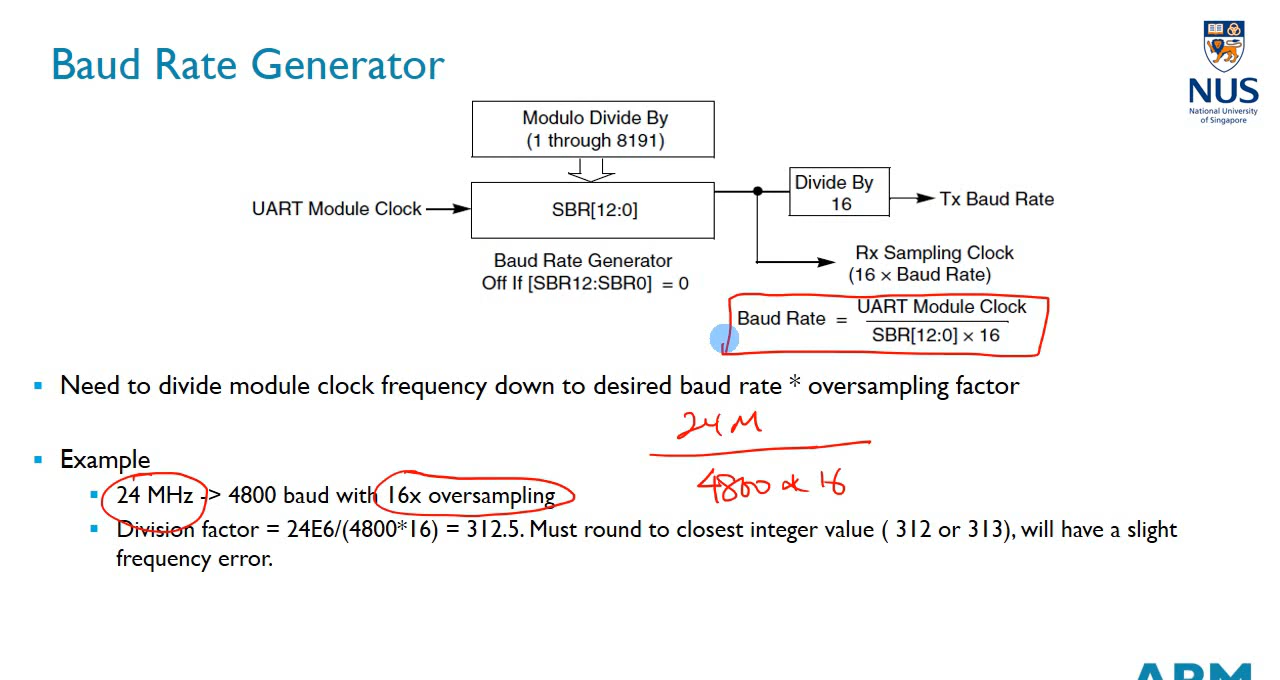 Baud Rate Generator
NUS
National University
of Singapore
Modulo Divide By
(1 through 8191)
UART Module Clock
SBR[12:0]
Divide By
16
Tx Baud Rate
Baud Rate Generator
Off If [SBR12:SBR0] = 0
Rx Sampling Clock
(16 × Baud Rate)
Baud Rate = UART Module Clock
SBR[12:0] × 16
▪ Need to divide module clock frequency down to desired baud rate * oversampling factor
24 M
4800 * 16
▪ Example
▪ 24 MHz -> 4800 baud with 16x oversampling
▪ Division factor = 24E6/(4800*16) = 312.5. Must round to closest integer value ( 312 or 313), will have a slight
frequency error.
ARM